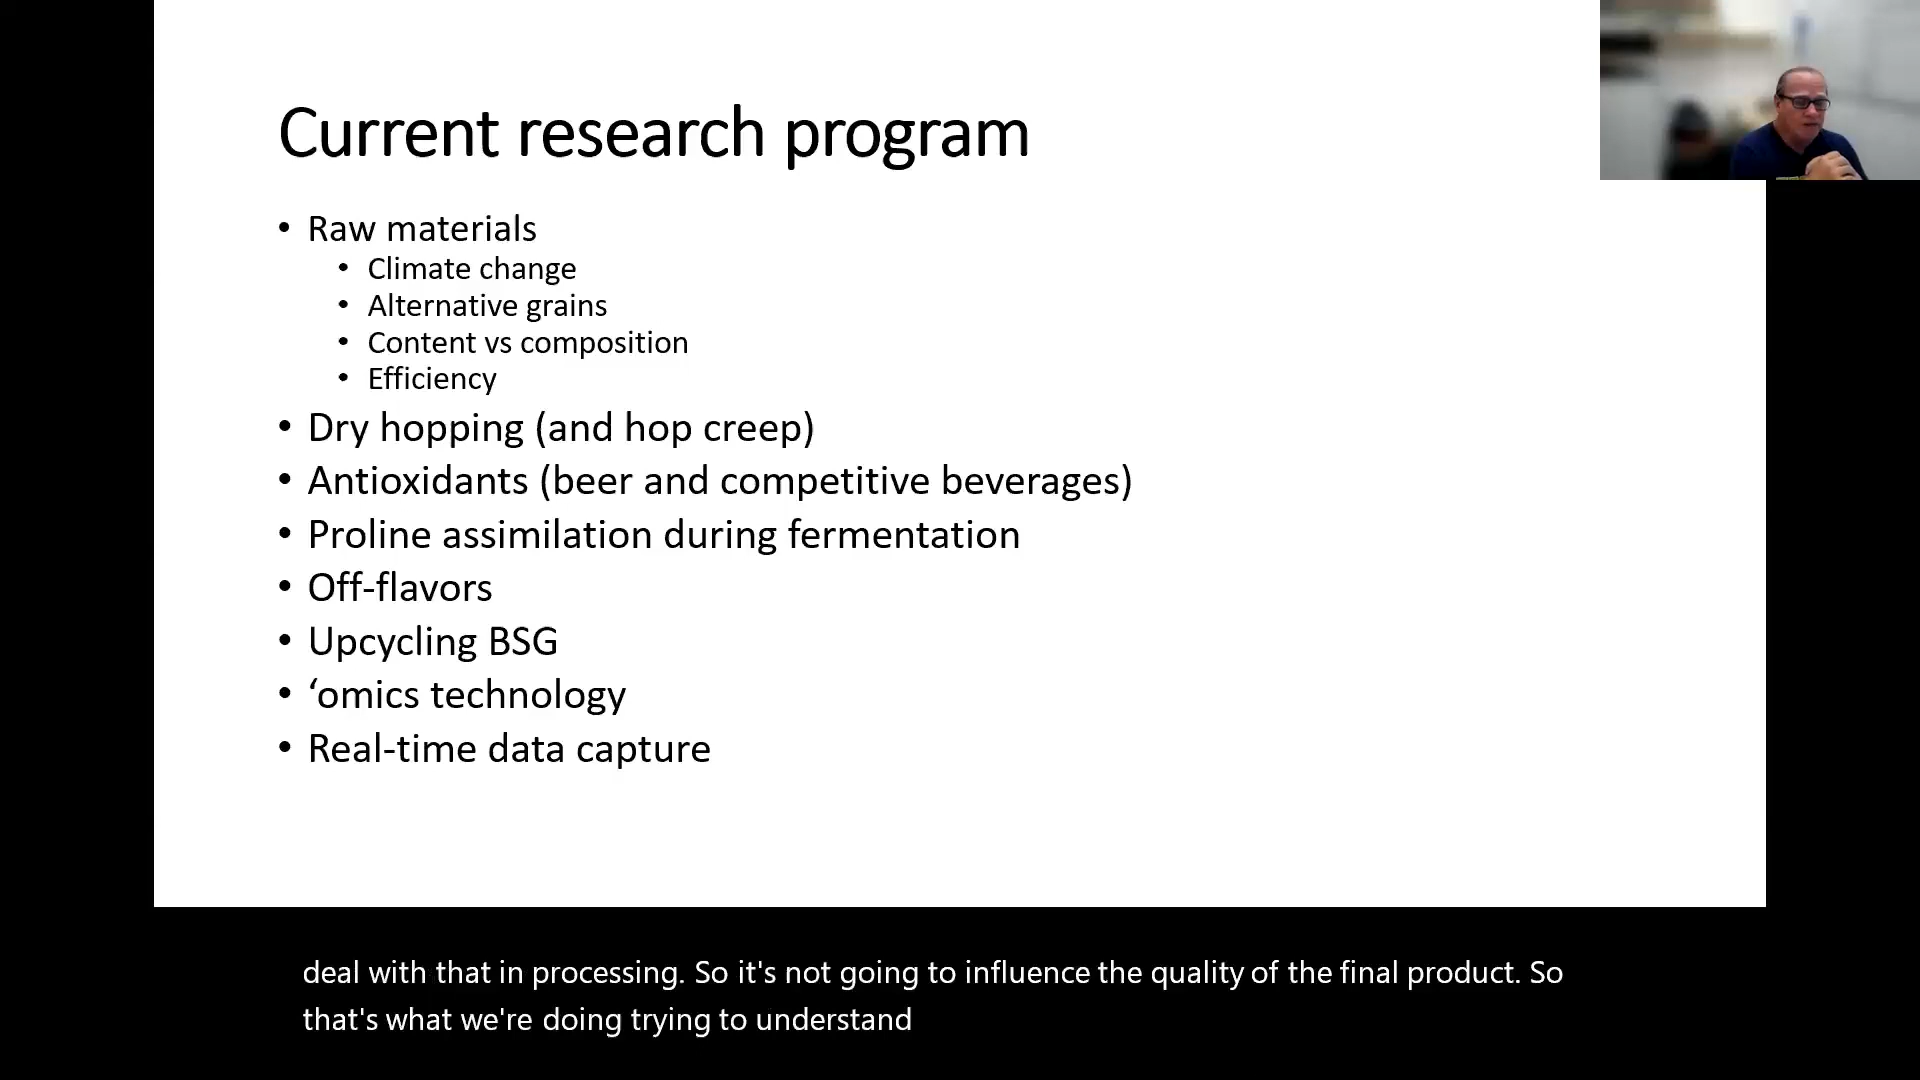 Current research program
• Raw materials
• Climate change
• Alternative grains
• Content vs composition
• Efficiency
• Dry hopping (and hop creep)
• Antioxidants (beer and competitive beverages)
• Proline assimilation during fermentation
• Off-flavors
• Upcycling BSG
• ‘omics technology
• Real-time data capture
deal with that in processing. So it's not going to influence the quality of the final product. So
that's what we're doing trying to understand